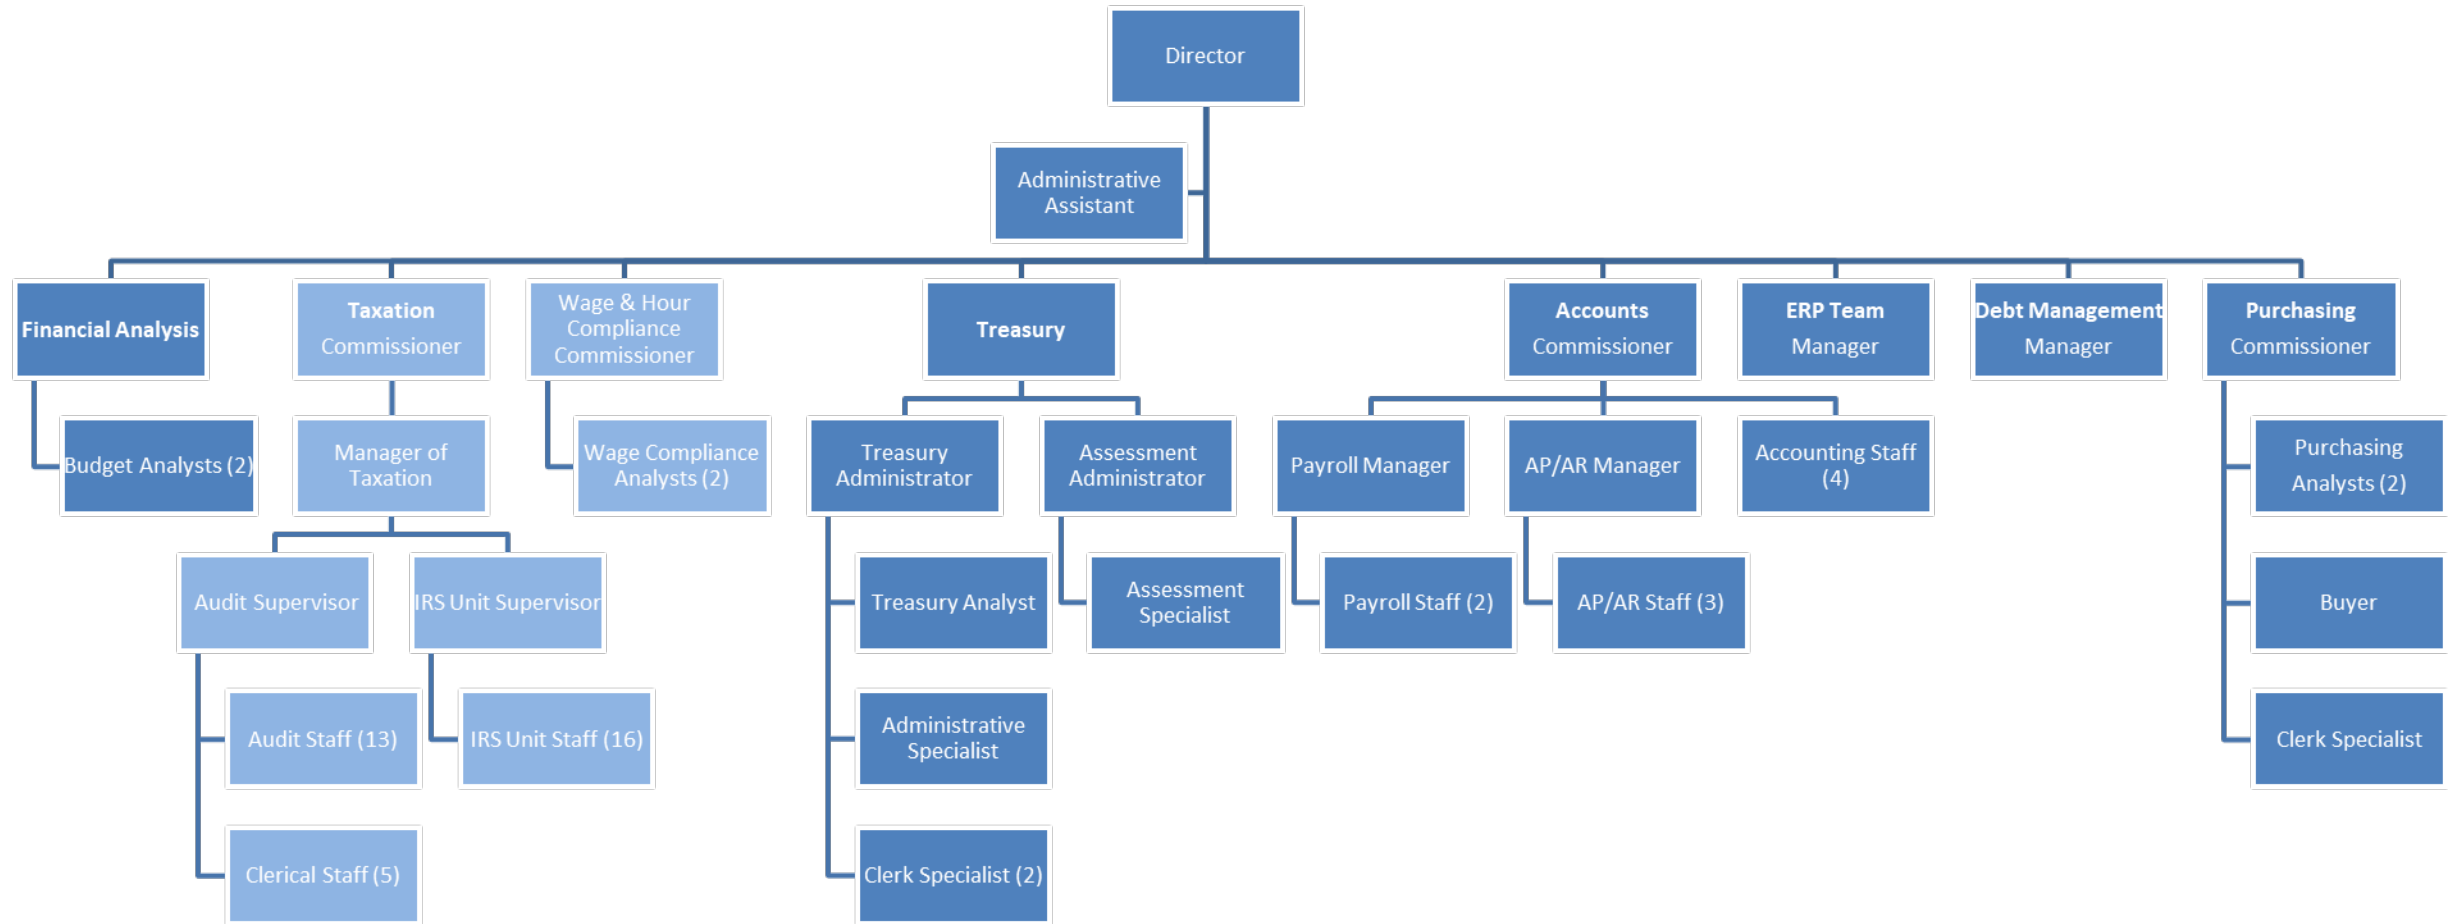 Director
Administrative
Assistant
Financial Analysis
Taxation
Commissioner
Wage & Hour
Compliance
Commissioner
Treasury
Accounts
Commissioner
ERP Team
Manager
Debt Management
Manager
Purchasing
Commissioner
Budget Analysts (2)
Manager of
Taxation
Wage Compliance
Analysts (2)
Treasury
Administrator
Assessment
Administrator
Payroll Manager
AP/AR Manager
Accounting Staff
(4)
Purchasing
Analysts (2)
Audit Supervisor
IRS Unit Supervisor
Treasury Analyst
Assessment
Specialist
Payroll Staff (2)
AP/AR Staff (3)
Buyer
Audit Staff (13)
IRS Unit Staff (16)
Administrative
Specialist
Clerk Specialist
Clerical Staff (5)
Clerk Specialist (2)